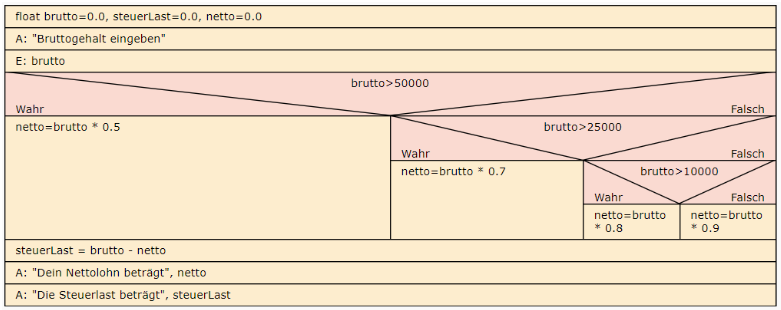 float brutto=0.0, steuerLast=0.0, netto=0.0
A: "Bruttogehalt eingeben"
E: brutto
brutto>50000
Wahr
Falsch
netto=brutto * 0.5
brutto>25000
Wahr
Falsch
netto=brutto * 0.7
brutto>10000
Wahr
Falsch
netto=brutto
* 0.8
netto=brutto
* 0.9
steuerLast = brutto - netto
A: "Dein Nettolohn beträgt", netto
A: "Die Steuerlast beträgt", steuerLast